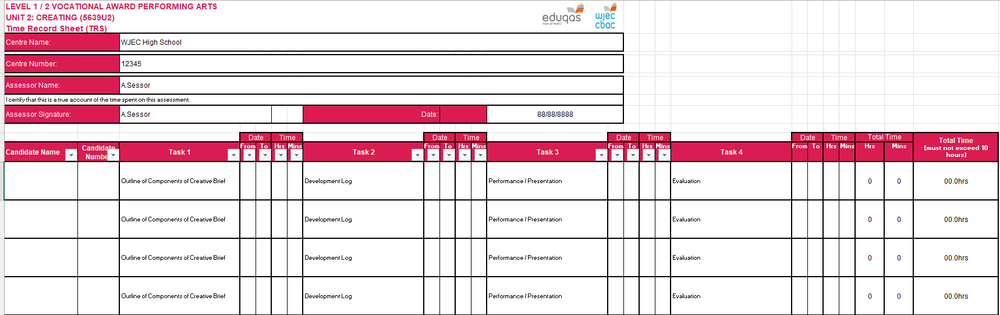 LEVEL 1 / 2 VOCATIONAL AWARD PERFORMING ARTS
UNIT 2: CREATING (5639U2)
Time Record Sheet (TRS)
eduqas
Part of WJEC
wjec
cbac
Centre Name: WJEC High School
Centre Number: 12345
Assessor Name: A.Sessor
I certify that this is a true account of the time spent on this assessment.
Assessor Signature: A.Sessor Date: 88/88/8888
Date Time Date Time Date Time Date Time Total Time
Candidate Name Candidate Numbe Task 1 From To Hrs Mins Task 2 From To Hrs Mins Task 3 From To Hrs Mins Task 4 From To Hrs Mins Hrs Mins Total Time (must not exceed 10 hours)
Outline of Components of Creative Brief Development Log Performance / Presentation Evaluation 0 0 00.0hrs
Outline of Components of Creative Brief Development Log Performance / Presentation Evaluation 0 0 00.0hrs
Outline of Components of Creative Brief Development Log Performance / Presentation Evaluation 0 0 00.0hrs
Outline of Components of Creative Brief Development Log Performance / Presentation Evaluation 0 0 00.0hrs